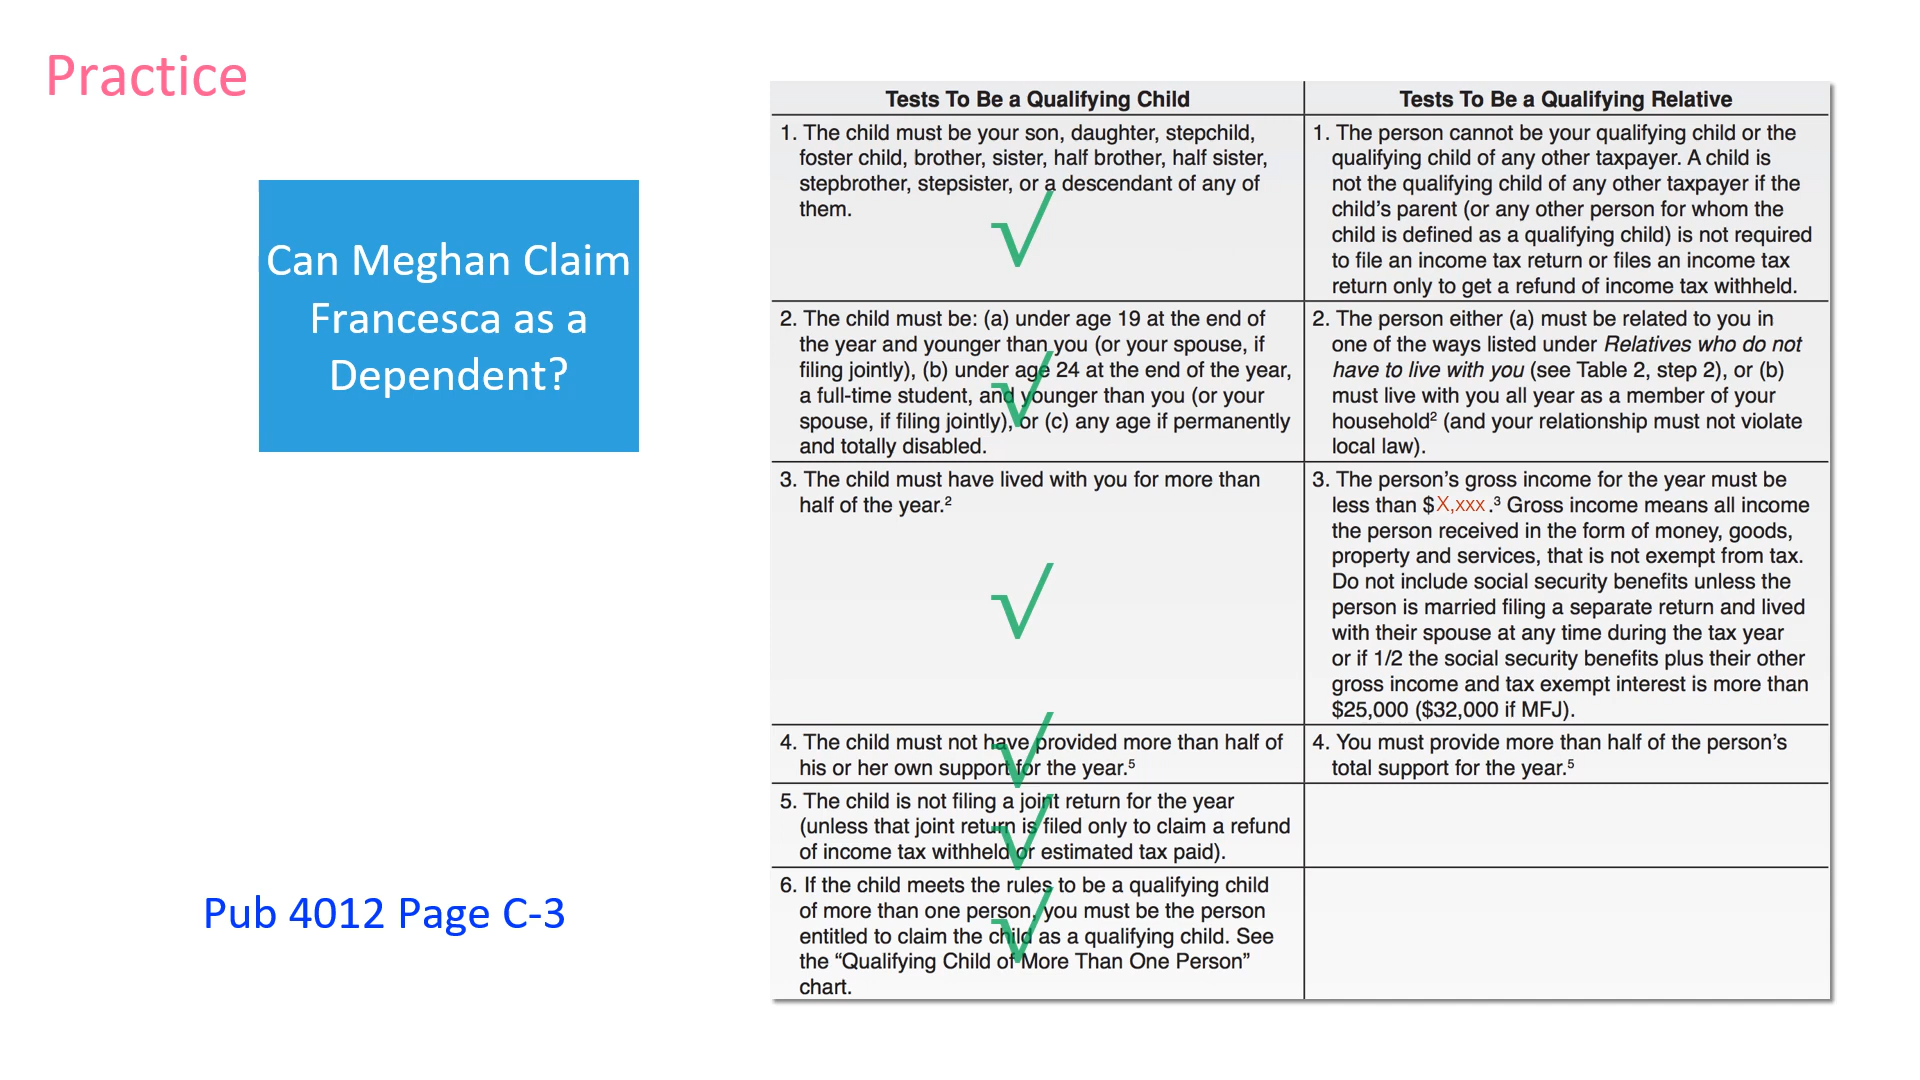 Practice
Can Meghan Claim
Francesca as a
Dependent?
Pub 4012 Page C-3
Tests To Be a Qualifying Child
1. The child must be your son, daughter, stepchild,
foster child, brother, sister, half brother, half sister,
stepbrother, stepsister, or a descendant of any of
them.
2. The child must be: (a) under age 19 at the end of
the year and younger than you (or your spouse, if
filing jointly), (b) under age 24 at the end of the year,
a full-time student, and younger than you (or your
spouse, if filing jointly), or (c) any age if permanently
and totally disabled.
3. The child must have lived with you for more than
half of the year.²
4. The child must not have provided more than half of
his or her own support for the year.⁵
5. The child is not filing a joint return for the year
(unless that joint return is filed only to claim a refund
of income tax withheld or estimated tax paid).
6. If the child meets the rules to be a qualifying child
of more than one person, you must be the person
entitled to claim the child as a qualifying child. See
the “Qualifying Child of More Than One Person”
chart.
Tests To Be a Qualifying Relative
1. The person cannot be your qualifying child or the
qualifying child of any other taxpayer. A child is
not the qualifying child of any other taxpayer if the
child’s parent (or any other person for whom the
child is defined as a qualifying child) is not required
to file an income tax return or files an income tax
return only to get a refund of income tax withheld.
2. The person either (a) must be related to you in
one of the ways listed under Relatives who do not
have to live with you (see Table 2, step 2), or (b)
must live with you all year as a member of your
household² (and your relationship must not violate
local law).
3. The person’s gross income for the year must be
less than $X,xxx.³ Gross income means all income
the person received in the form of money, goods,
property and services, that is not exempt from tax.
Do not include social security benefits unless the
person is married filing a separate return and lived
with their spouse at any time during the tax year
or if 1/2 the social security benefits plus their other
gross income and tax exempt interest is more than
$25,000 ($32,000 if MFJ).
4. You must provide more than half of the person’s
total support for the year.⁵